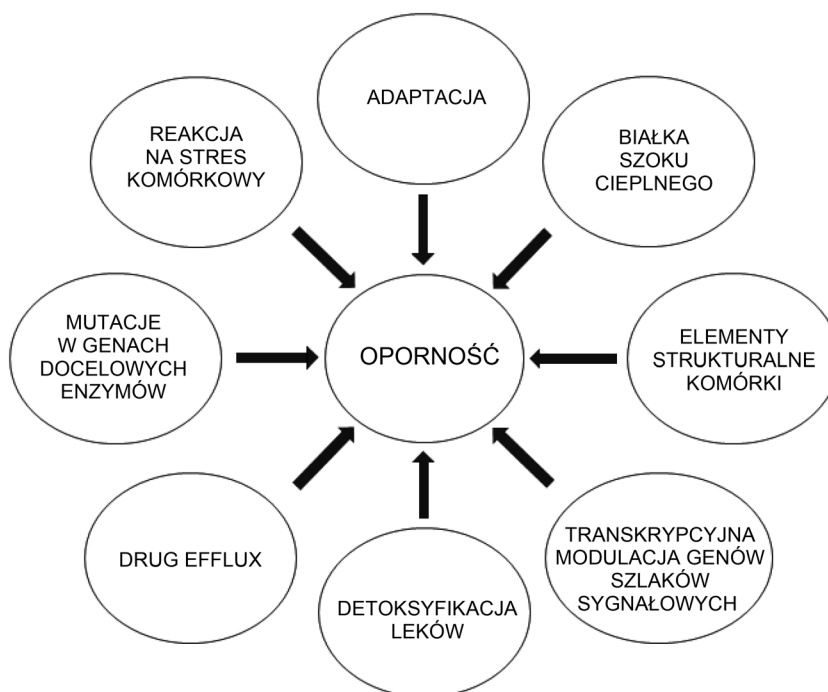 ADAPTACJA
REAKCJA
NA STRES
KOMÓRKOWY
BIAŁKA
SZOKU
CIEPLNEGO
MUTACJE
W GENACH
DOCELOWYCH
ENZYMÓW
OPORNOŚĆ
ELEMENTY
STRUKTURALNE
KOMÓRKI
DRUG EFFLUX
DETOKSYFIKACJA
LEKÓW
TRANSKRYPCYJNA
MODULACJA GENÓW
SZLAKÓW
SYGNAŁOWYCH